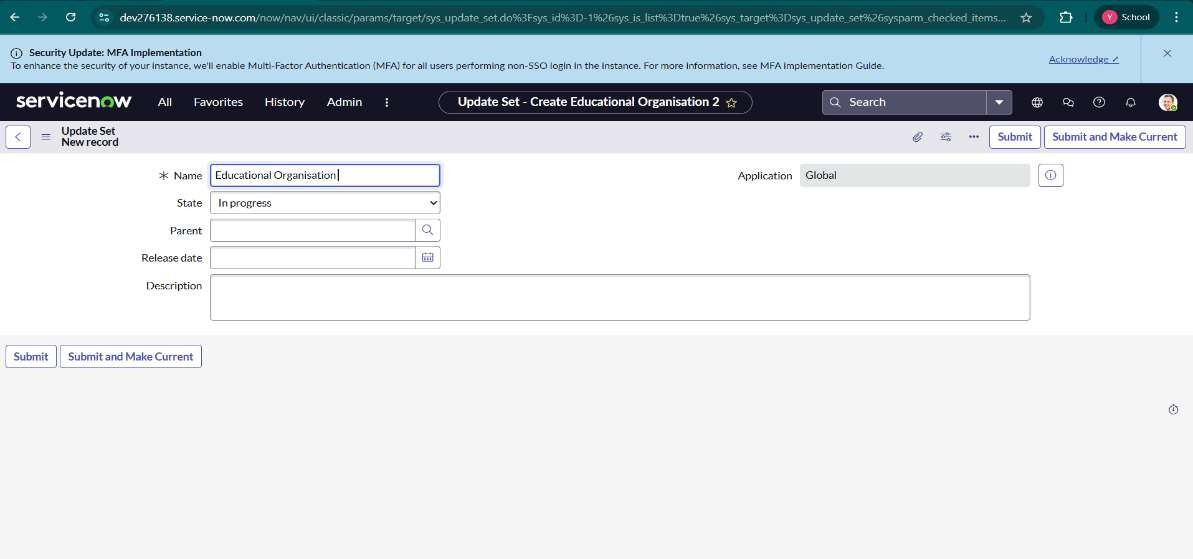 dev276138.service-now.com/now/nav/ui/classic/params/target/sys_update_set.do%3Fsys_id%3D-1%26sys_is_list%3Dtrue%26sys_target%3Dsys_update_set%26sysparm_checked_items...
Y School
Security Update: MFA Implementation
To enhance the security of your instance, we'll enable Multi-Factor Authentication (MFA) for all users performing non-SSO login in the instance. For more information, see MFA Implementation Guide.
Acknowledge ✓
servicenow All Favorites History Admin Update Set - Create Educational Organisation 2 Search
Update Set
New record
Submit Submit and Make Current
Name Educational Organisation
Application Global
State In progress
Parent
Release date
Description
Submit Submit and Make Current